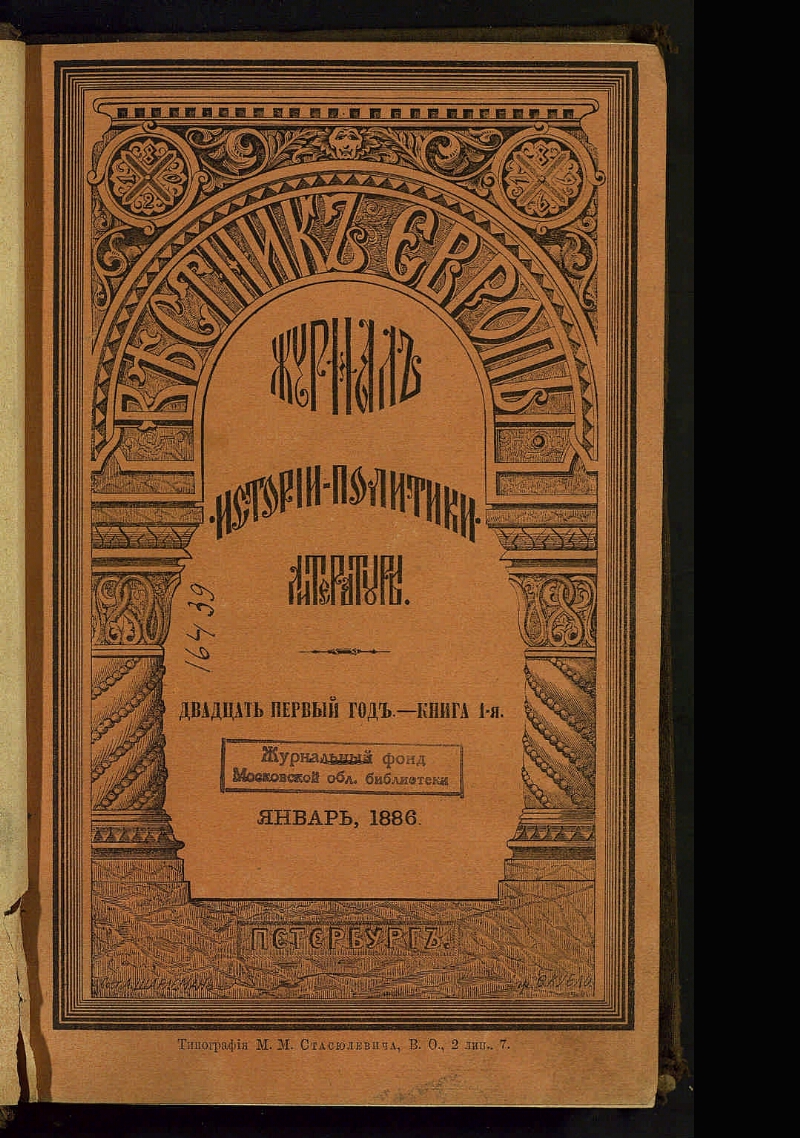 ВѢСТНИКЪ ЕВРОПЫ
ЖУРНАЛЪ
ИСТОРІИ-ПОЛИТИКИ
ЛИТЕРАТУРЫ.
16439
ДВАДЦАТЬ ПЕРВЫЙ ГОДЪ.—КНИГА 1-я.
Журнальный фонд
Московской обл. библиотеки
ЯНВАРЬ, 1886.
ПЕТЕРБУРГЪ.
Типографія М. М. Стасюлевича, В. О., 2 лин., 7.